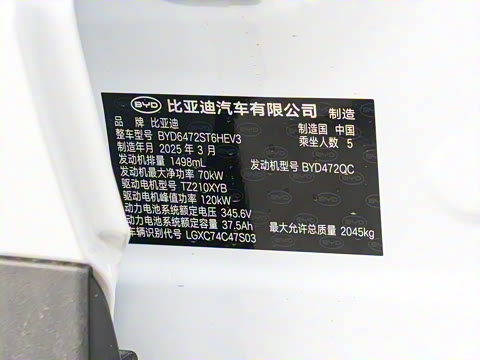 BYD 比亚迪汽车有限公司 制造
品 牌 比亚迪 制造国 中国
整车型号 BYD6472ST6HEV3 乘坐人数 5
制造年月 2025 年 3 月
发动机排量 1498mL 发动机型号 BYD472QC
发动机最大净功率 70kW
驱动电机型号 TZ210XYB
驱动电机峰值功率 120kW
动力电池系统额定电压 345.6V
动力电池系统额定容量 37.5Ah 最大允许总质量 2045kg
车辆识别代号 LGXC74C47S03